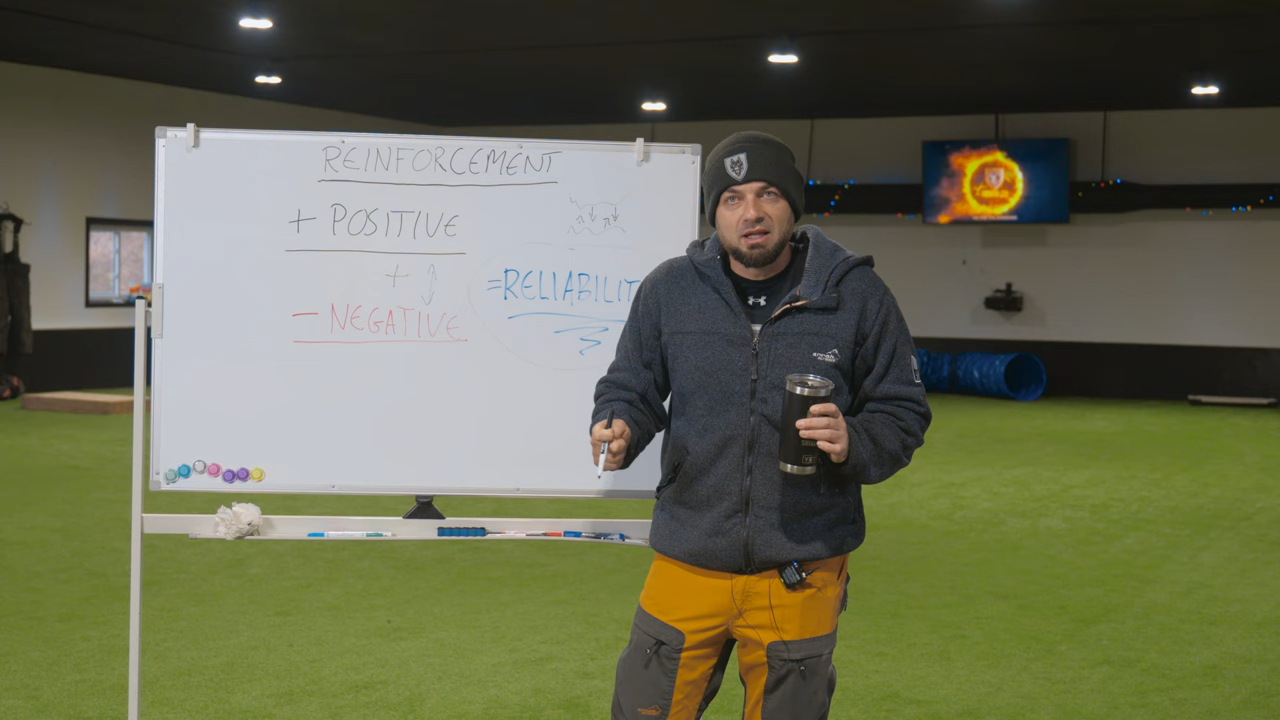 REINFORCEMENT
+ POSITIVE
+
= RELIABILIT
- NEGATIVE